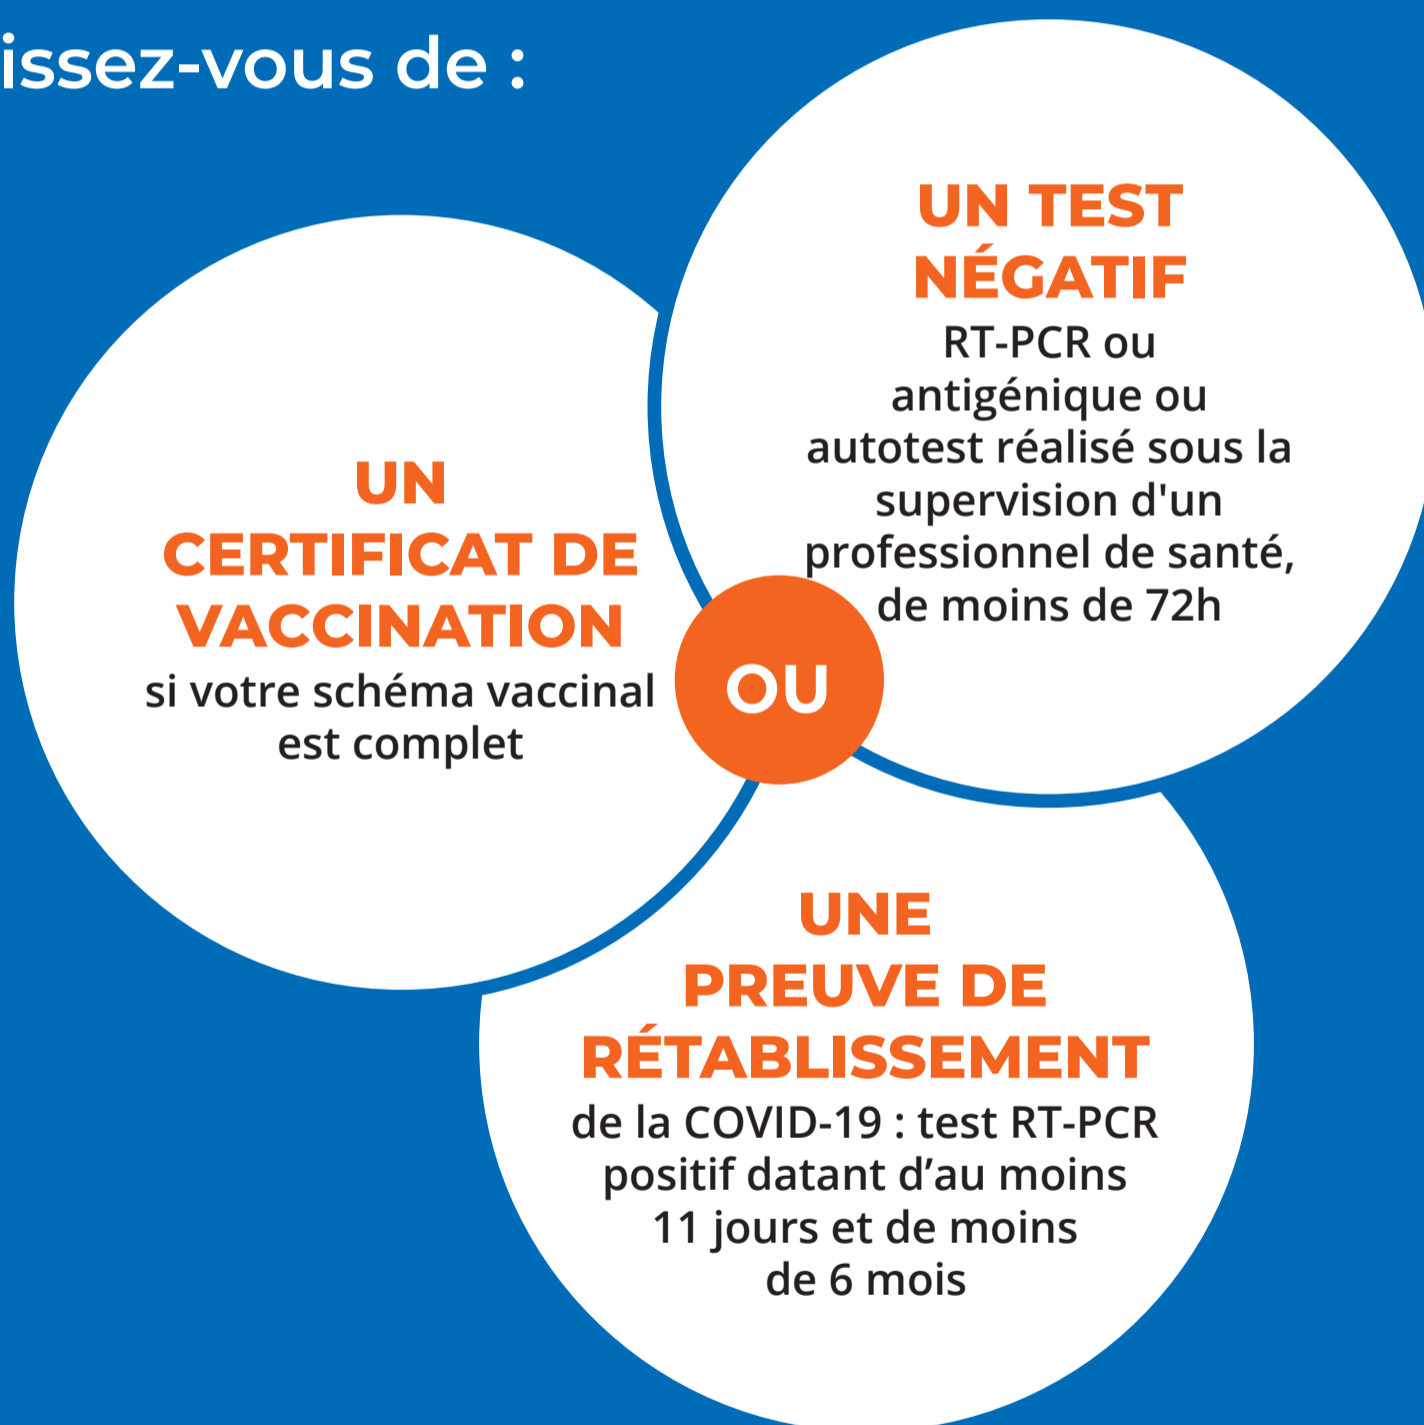 issez-vous de :
UN
CERTIFICAT DE
VACCINATION
si votre schéma vaccinal
est complet
OU
UN TEST
NÉGATIF
RT-PCR ou
antigénique ou
autotest réalisé sous la
supervision d'un
professionnel de santé,
de moins de 72h
UNE
PREUVE DE
RÉTABLISSEMENT
de la COVID-19 : test RT-PCR
positif datant d’au moins
11 jours et de moins
de 6 mois